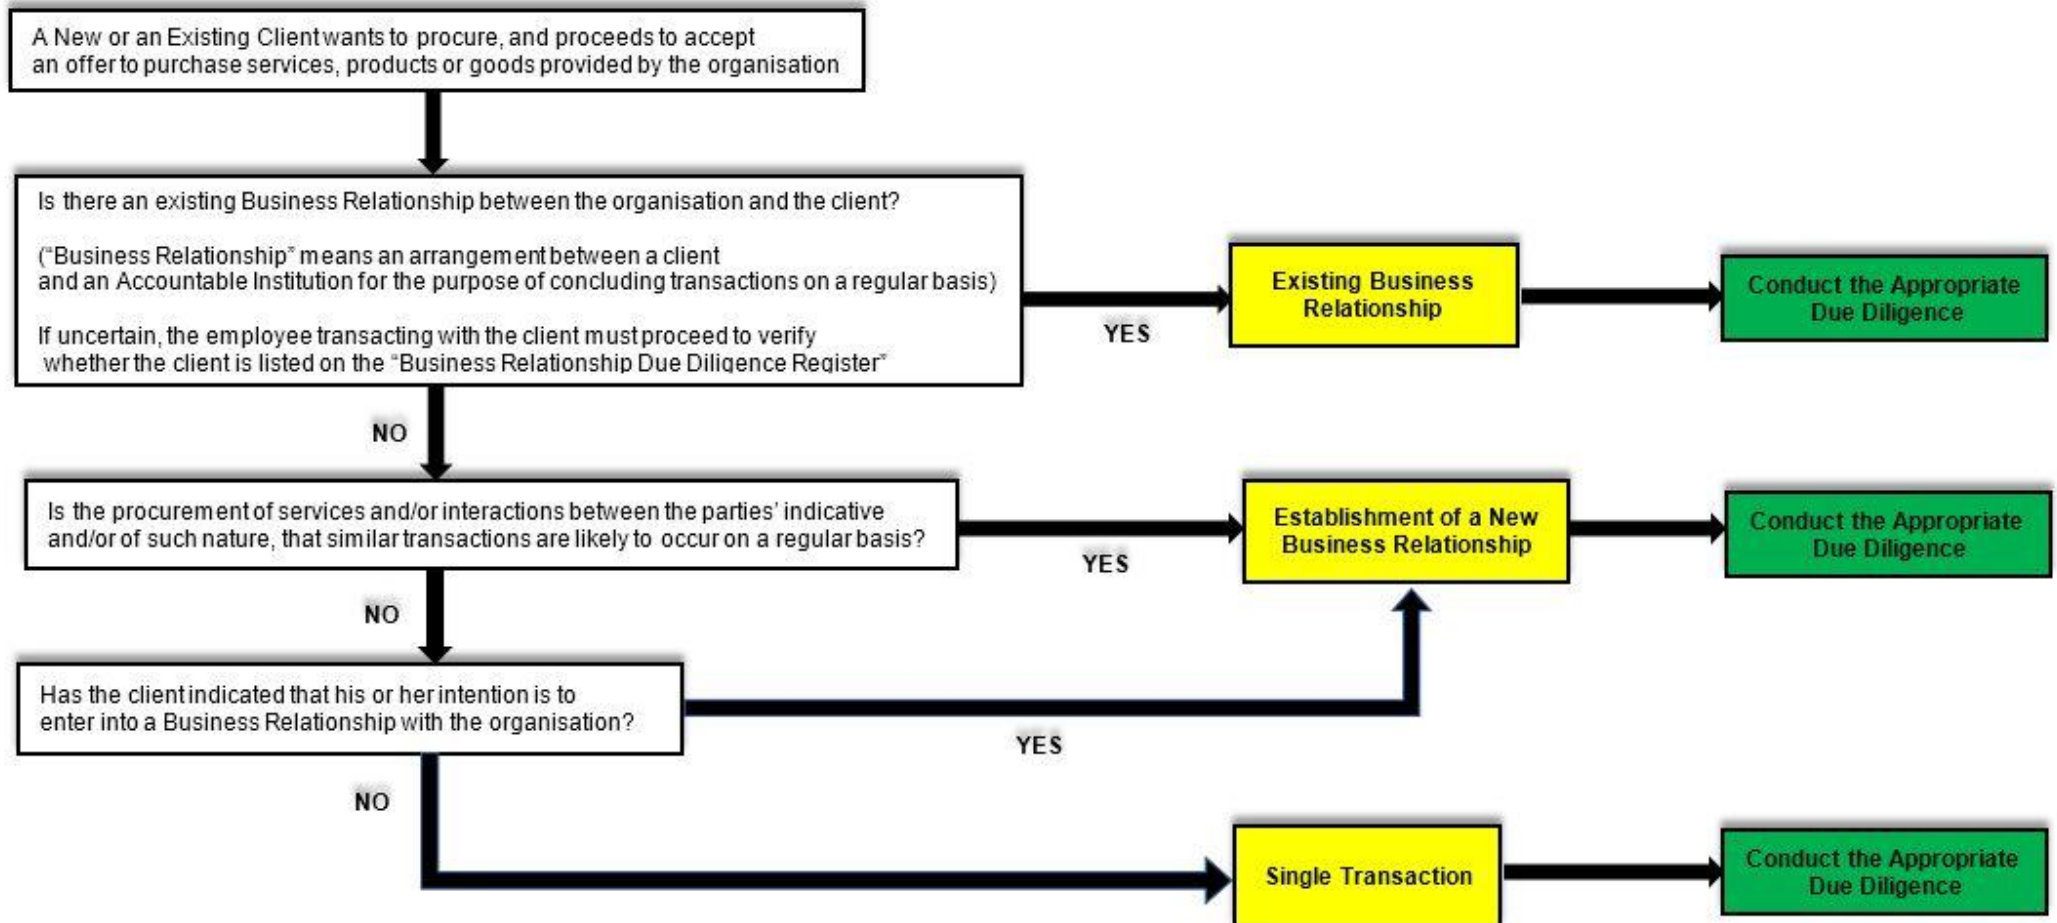 A New or an Existing Client wants to procure, and proceeds to accept
an offer to purchase services, products or goods provided by the organisation
Is there an existing Business Relationship between the organisation and the client?
(“Business Relationship” means an arrangement between a client
and an Accountable Institution for the purpose of concluding transactions on a regular basis)
If uncertain, the employee transacting with the client must proceed to verify
whether the client is listed on the “Business Relationship Due Diligence Register”
YES
Existing Business
Relationship
Conduct the Appropriate
Due Diligence
NO
Is the procurement of services and/or interactions between the parties’ indicative
and/or of such nature, that similar transactions are likely to occur on a regular basis?
YES
Establishment of a New
Business Relationship
Conduct the Appropriate
Due Diligence
NO
Has the client indicated that his or her intention is to
enter into a Business Relationship with the organisation?
YES
NO
Single Transaction
Conduct the Appropriate
Due Diligence